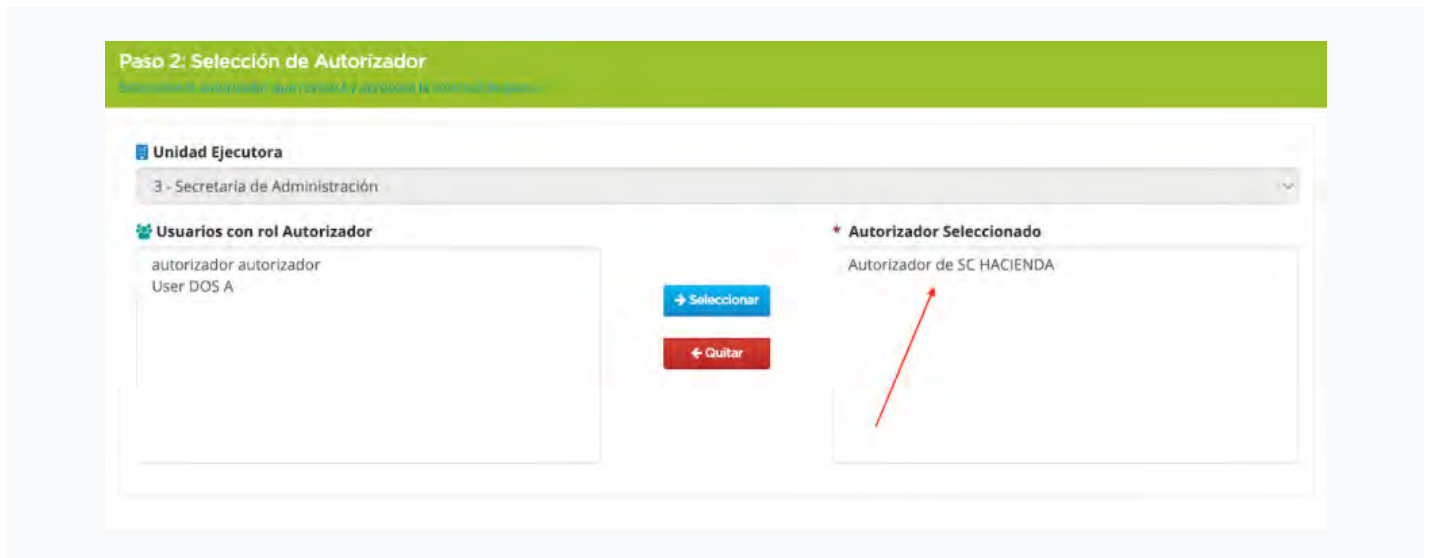 Paso 2: Selección de Autorizador
Unidad Ejecutora
3 - Secretaría de Administración
Usuarios con rol Autorizador
autorizador autorizador
User DOS A
→ Seleccionar
← Quitar
* Autorizador Seleccionado
Autorizador de SC HACIENDA